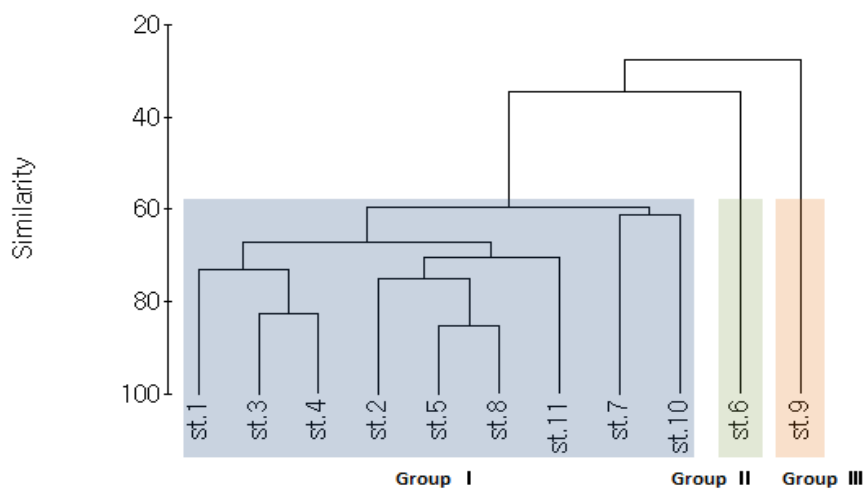 Similarity
20
40
60
80
100
st.1
st.3
st.4
st.2
st.5
st.8
st.11
st.7
st.10
st.6
st.9
Group I
Group II
Group III